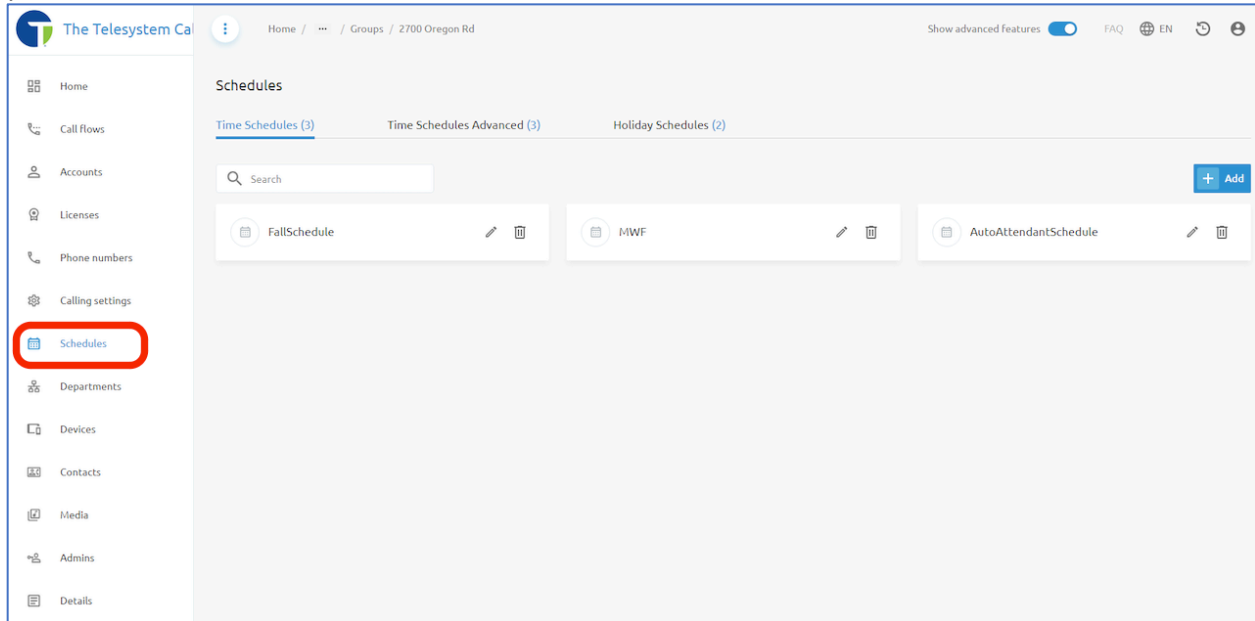 The Telesystem Cal
Home / ··· / Groups / 2700 Oregon Rd
Show advanced features
FAQ
EN
Home
Call flows
Accounts
Licenses
Phone numbers
Calling settings
Schedules
Departments
Devices
Contacts
Media
Admins
Details
Schedules
Time Schedules (3)
Time Schedules Advanced (3)
Holiday Schedules (2)
Search
+ Add
FallSchedule
MWF
AutoAttendantSchedule